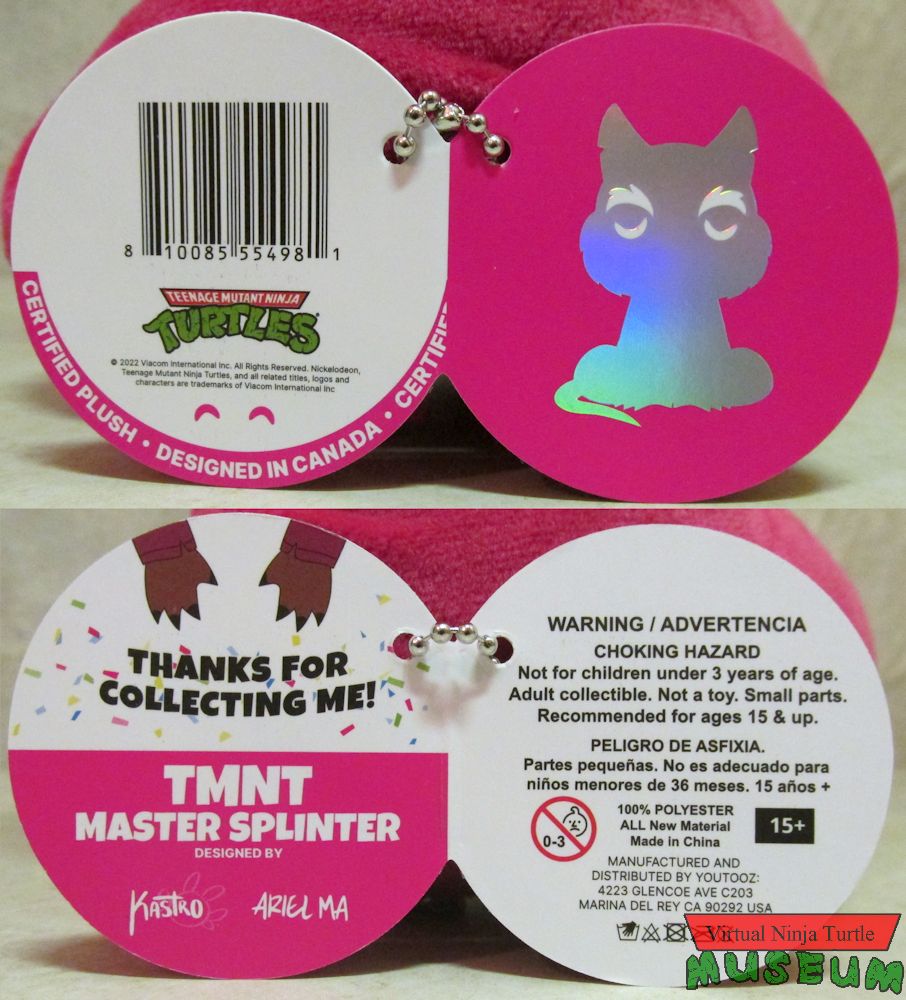 8 10085 55498 1
TEENAGE MUTANT NINJA
TURTLES
© 2022 Viacom International Inc. All Rights Reserved. Nickelodeon,
Teenage Mutant Ninja Turtles, and all related titles, logos and
characters are trademarks of Viacom International Inc
CERTIFIED PLUSH • DESIGNED IN CANADA • CERTIFIE
THANKS FOR
COLLECTING ME!
TMNT
MASTER SPLINTER
DESIGNED BY
KASTRO
ARIEL MA
WARNING / ADVERTENCIA
CHOKING HAZARD
Not for children under 3 years of age.
Adult collectible. Not a toy. Small parts.
Recommended for ages 15 & up.
PELIGRO DE ASFIXIA.
Partes pequeñas. No es adecuado para
niños menores de 36 meses. 15 años +
0-3
100% POLYESTER
ALL New Material
Made in China
15+
MANUFACTURED AND
DISTRIBUTED BY YOUTOOZ:
4223 GLENCOE AVE C203
MARINA DEL REY CA 90292 USA
Virtual Ninja Turtle
MUSEUM